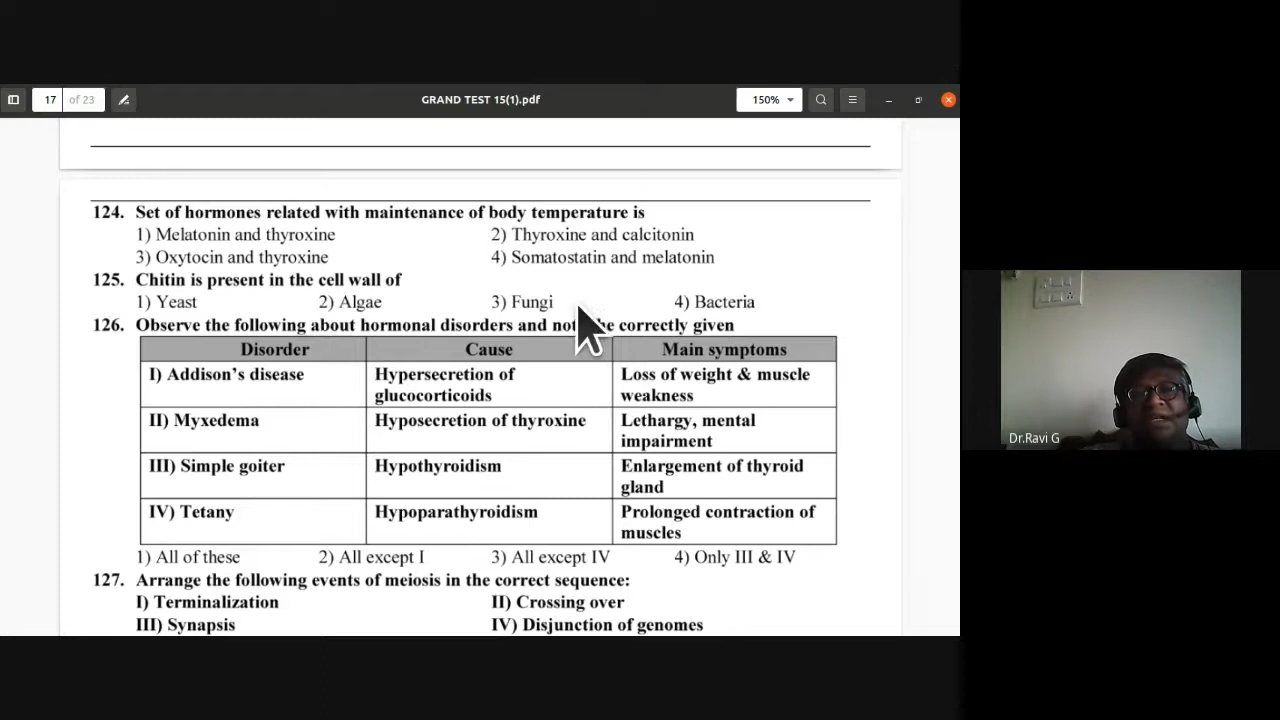 17 of 23
GRAND TEST 15(1).pdf
150%
124. Set of hormones related with maintenance of body temperature is
1) Melatonin and thyroxine 2) Thyroxine and calcitonin
3) Oxytocin and thyroxine 4) Somatostatin and melatonin
125. Chitin is present in the cell wall of
1) Yeast 2) Algae 3) Fungi 4) Bacteria
126. Observe the following about hormonal disorders and correctly given
Disorder Cause Main symptoms
I) Addison's disease Hypersecretion of Loss of weight & muscle
glucocorticoids weakness
II) Myxedema Hyposecretion of thyroxine Lethargy, mental
impairment
III) Simple goiter Hypothyroidism Enlargement of thyroid
gland
IV) Tetany Hypoparathyroidism Prolonged contraction of
muscles
1) All of these 2) All except I 3) All except IV 4) Only III & IV
127. Arrange the following events of meiosis in the correct sequence:
I) Terminalization II) Crossing over
III) Synapsis IV) Disjunction of genomes
Dr.Ravi G